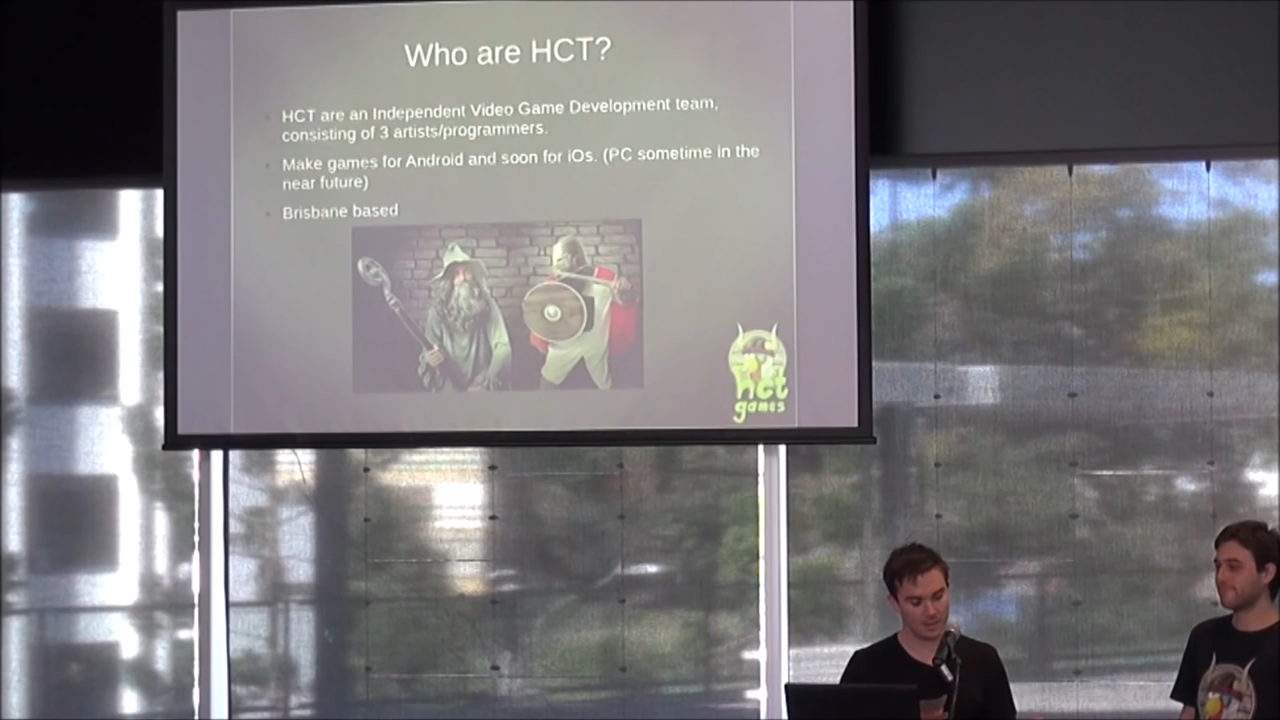 Who are HCT?
HCT are an Independent Video Game Development team,
consisting of 3 artists/programmers.
Make games for Android and soon for iOs. (PC sometime in the
near future)
Brisbane based
hct
games